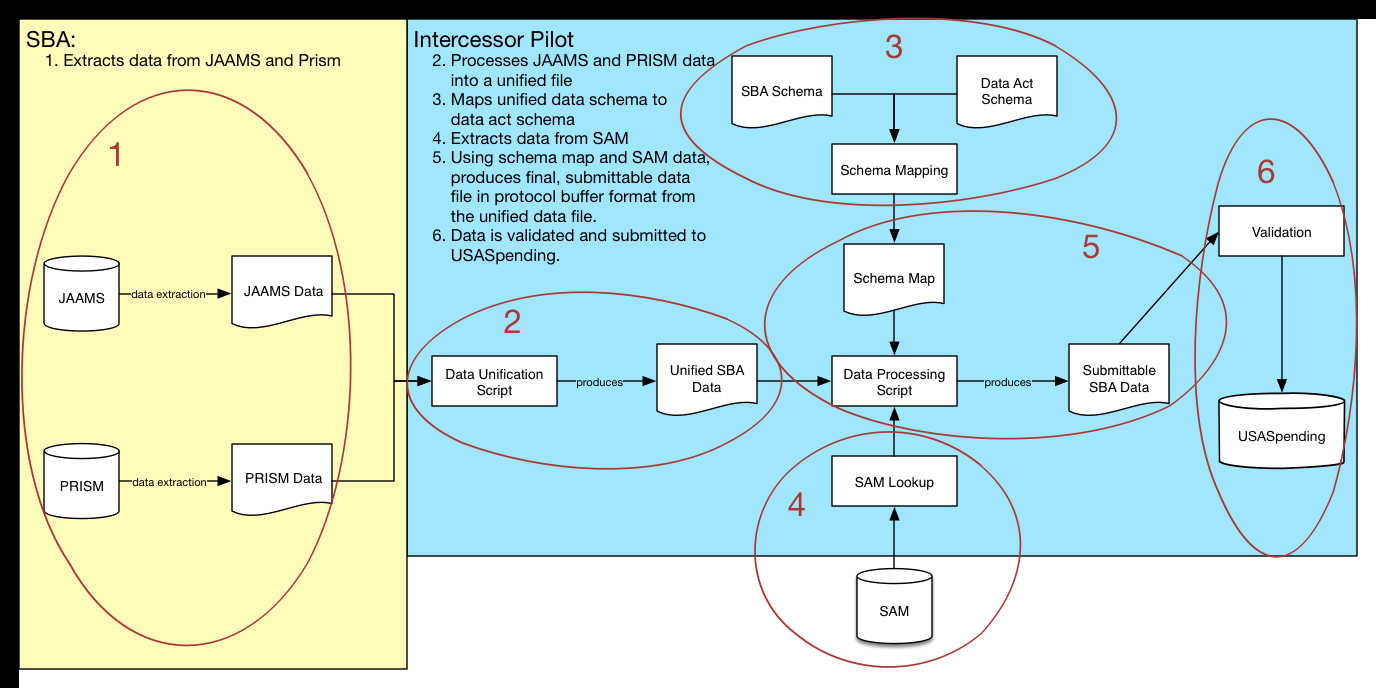 SBA:
1. Extracts data from JAAMS and Prism
1
JAAMS
data extraction
JAAMS Data
PRISM
data extraction
PRISM Data
Intercessor Pilot
2. Processes JAAMS and PRISM data
into a unified file
3. Maps unified data schema to
data act schema
4. Extracts data from SAM
5. Using schema map and SAM data,
produces final, submittable data
file in protocol buffer format from
the unified data file.
6. Data is validated and submitted to
USASpending.
2
Data Unification
Script
produces
Unified SBA
Data
3
SBA Schema
Data Act
Schema
Schema Mapping
5
Schema Map
Data Processing
Script
produces
Submittable
SBA Data
4
SAM Lookup
SAM
6
Validation
USASpending